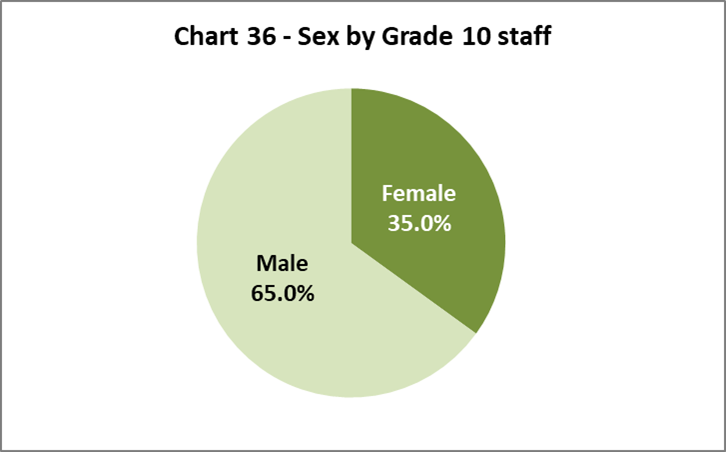 Chart 36 - Sex by Grade 10 staff
Female
35.0%
Male
65.0%